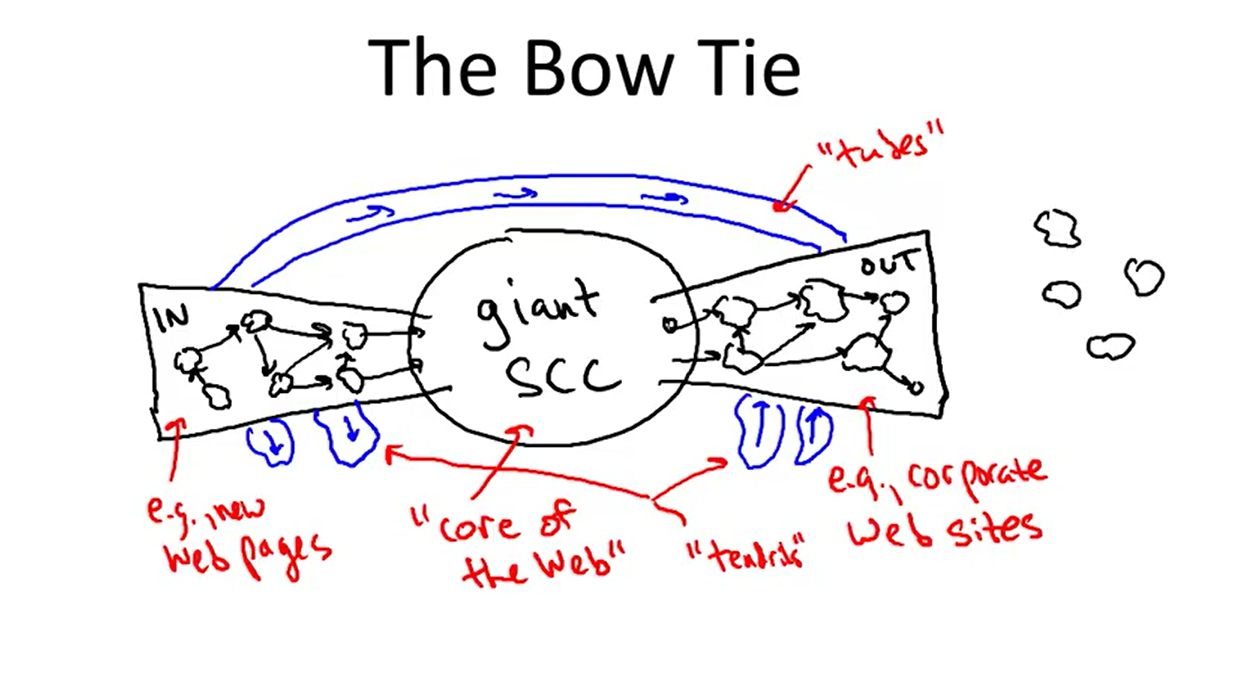 The Bow Tie
"tubes"
IN
giant
SCC
OUT
e.g., new
web pages
"core of
the Web"
"tendrils"
e.g., corporate
web sites